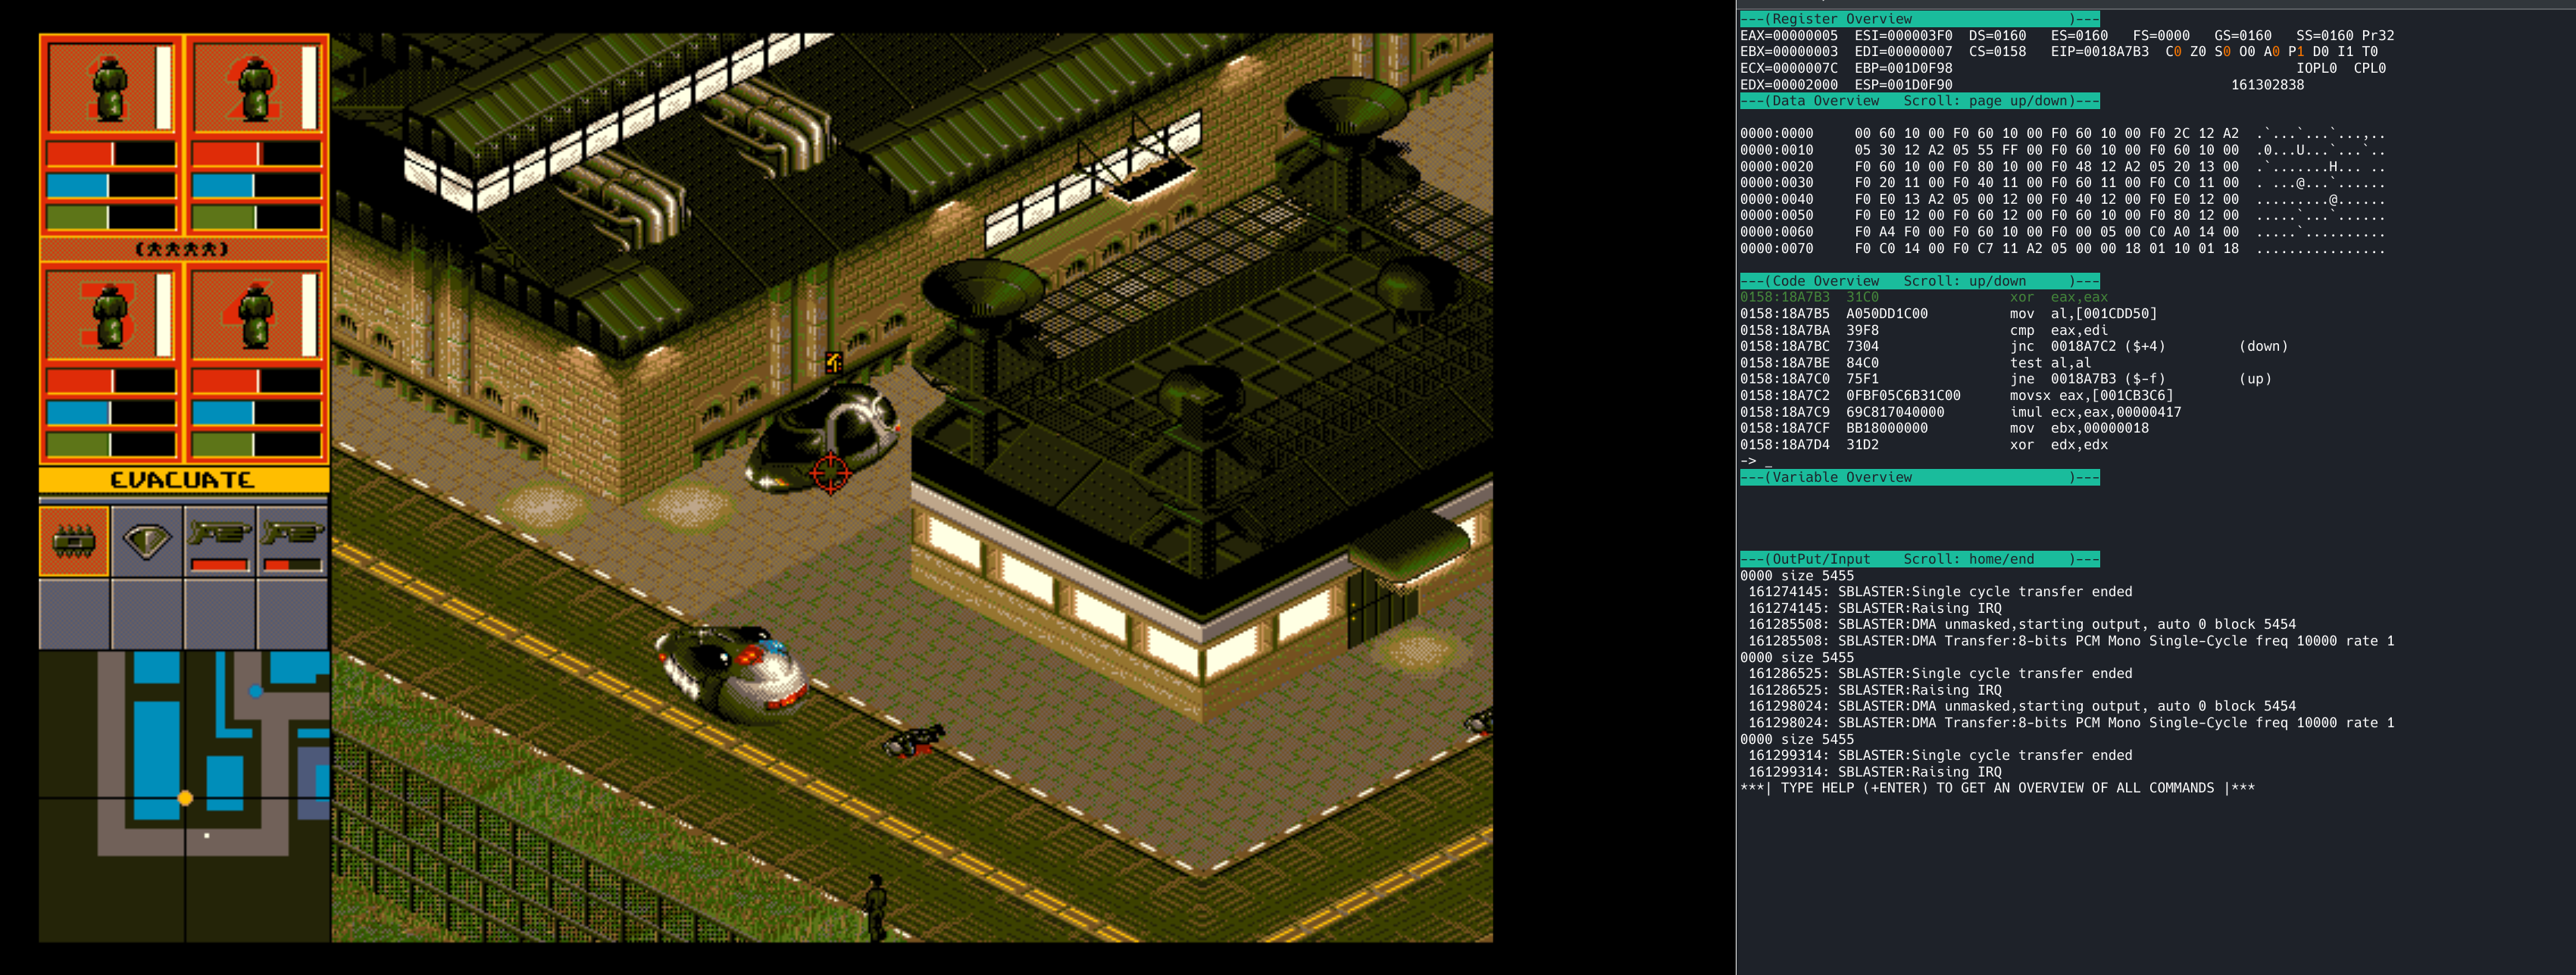 1
2
3
4
EVACUATE
4
---(Register Overview                   )---
EAX=00000005  ESI=000003F0  DS=0160   ES=0160   FS=0000   GS=0160   SS=0160 Pr32
EBX=00000003  EDI=00000007  CS=0158   EIP=0018A7B3  C0 Z0 S0 O0 A0 P1 D0 I1 T0
ECX=0000007C  EBP=001D0F98                                          IOPL0  CPL0
EDX=00002000  ESP=001D0F90                                  161302838
---(Data Overview   Scroll: page up/down)---
0000:0000     00 60 10 00 F0 60 10 00 F0 60 10 00 F0 2C 12 A2  .`...`...`...,..
0000:0010     05 30 12 A2 05 55 FF 00 F0 60 10 00 F0 60 10 00  .0...U...`...`..
0000:0020     F0 60 10 00 F0 80 10 00 F0 48 12 A2 05 20 13 00  .`.......H... ..
0000:0030     F0 20 11 00 F0 40 11 00 F0 60 11 00 F0 C0 11 00  . ...@...`......
0000:0040     F0 E0 13 A2 05 00 12 00 F0 40 12 00 F0 E0 12 00  .........@......
0000:0050     F0 E0 12 00 F0 60 12 00 F0 60 10 00 F0 80 12 00  .....`...`......
0000:0060     F0 A4 F0 00 F0 60 10 00 F0 00 05 00 C0 A0 14 00  .....`..........
0000:0070     F0 C0 14 00 F0 C7 11 A2 05 00 00 18 01 10 01 18  ................
---(Code Overview   Scroll: up/down     )---
0158:18A7B3  31C0                xor  eax,eax
0158:18A7B5  A050DD1C00          mov  al,[001CDD50]
0158:18A7BA  39F8                cmp  eax,edi
0158:18A7BC  7304                jnc  0018A7C2 ($+4)         (down)
0158:18A7BE  84C0                test al,al
0158:18A7C0  75F1                jne  0018A7B3 ($-f)         (up)
0158:18A7C2  0FBF05C6B31C00      movsx eax,[001CB3C6]
0158:18A7C9  69C817040000        imul ecx,eax,00000417
0158:18A7CF  BB18000000          mov  ebx,00000018
0158:18A7D4  31D2                xor  edx,edx
-> _
---(Variable Overview                   )---
---(OutPut/Input    Scroll: home/end    )---
0000 size 5455
161274145: SBLASTER:Single cycle transfer ended
161274145: SBLASTER:Raising IRQ
161285508: SBLASTER:DMA unmasked,starting output, auto 0 block 5454
161285508: SBLASTER:DMA Transfer:8-bits PCM Mono Single-Cycle freq 10000 rate 1
0000 size 5455
161286525: SBLASTER:Single cycle transfer ended
161286525: SBLASTER:Raising IRQ
161298024: SBLASTER:DMA unmasked,starting output, auto 0 block 5454
161298024: SBLASTER:DMA Transfer:8-bits PCM Mono Single-Cycle freq 10000 rate 1
0000 size 5455
161299314: SBLASTER:Single cycle transfer ended
161299314: SBLASTER:Raising IRQ
***| TYPE HELP (+ENTER) TO GET AN OVERVIEW OF ALL COMMANDS |***